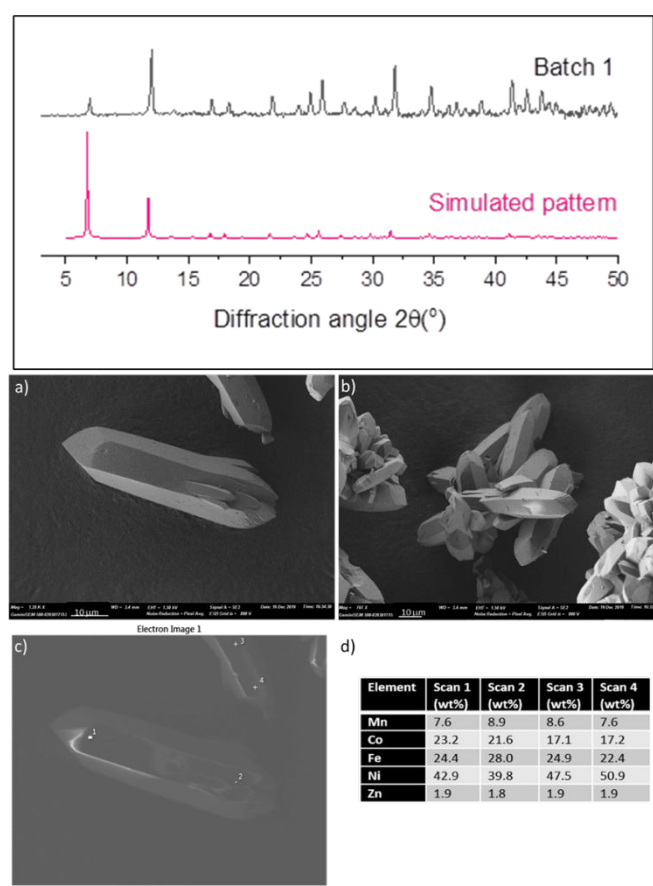 Batch 1
Simulated pattern
5 10 15 20 25 30 35 40 45 50
Diffraction angle 2θ(°)
a) b)
10 μm
10 μm
Electron Image 1
c) d)
3
4
1
2
Element Scan 1 (wt%) Scan 2 (wt%) Scan 3 (wt%) Scan 4 (wt%)
Mn 7.6 8.9 8.6 7.6
Co 23.2 21.6 17.1 17.2
Fe 24.4 28.0 24.9 22.4
Ni 42.9 39.8 47.5 50.9
Zn 1.9 1.8 1.9 1.9